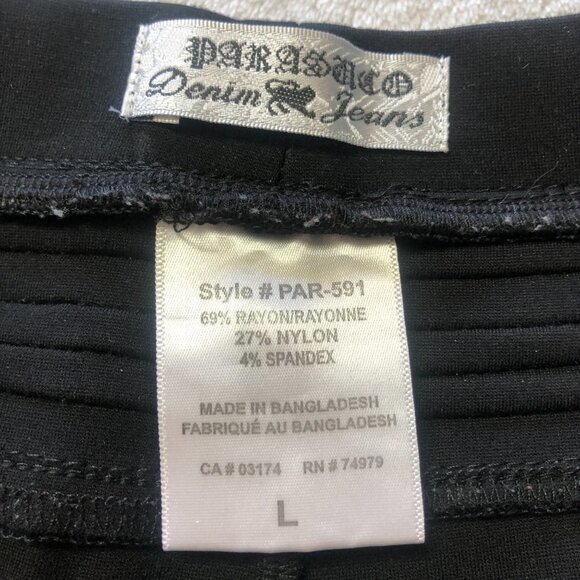 PARASUCO
Denim Jeans
Style # PAR-591
69% RAYON/RAYONNE
27% NYLON
4% SPANDEX
MADE IN BANGLADESH
FABRIQUÉ AU BANGLADESH
CA # 03174 RN # 74979
L